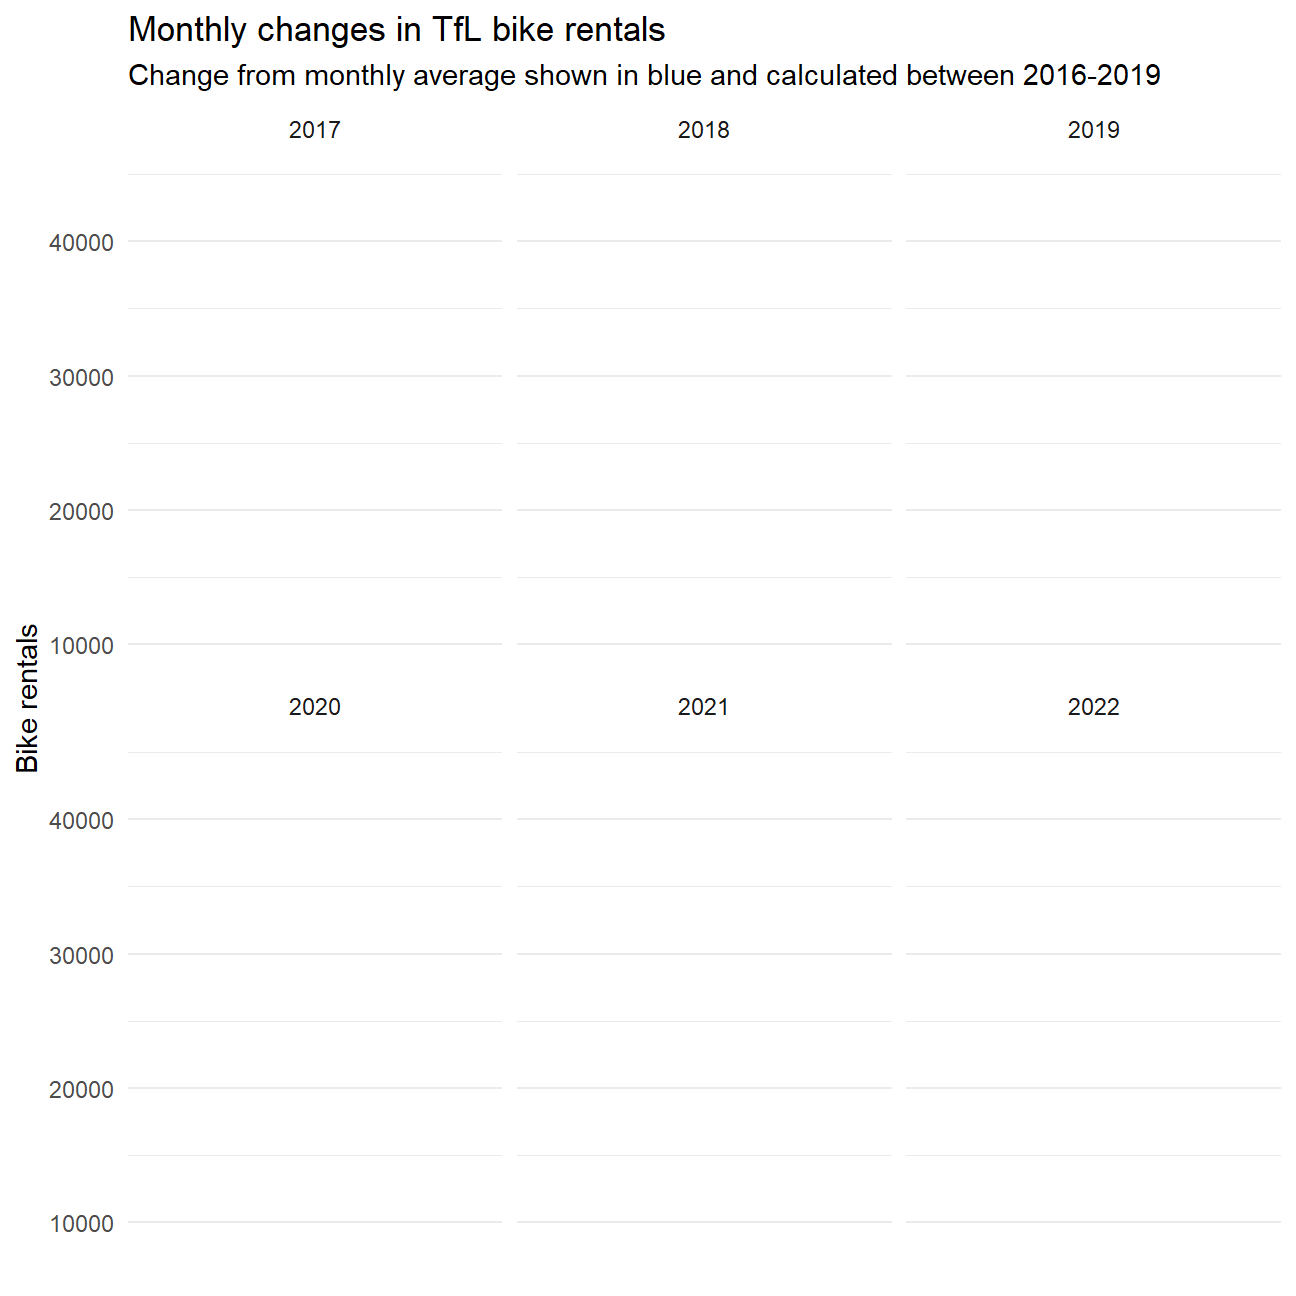 Monthly changes in TfL bike rentals
Change from monthly average shown in blue and calculated between 2016-2019
2017 2018 2019
40000
30000
20000
10000
Bike rentals
2020 2021 2022
40000
30000
20000
10000